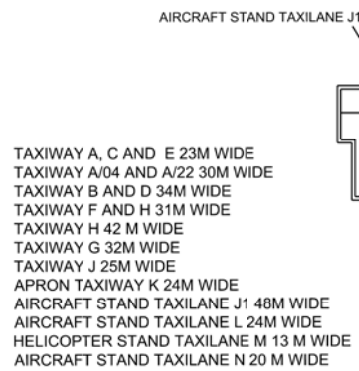 AIRCRAFT STAND TAXILANE J1
TAXIWAY A, C AND E 23M WIDE
TAXIWAY A/04 AND A/22 30M WIDE
TAXIWAY B AND D 34M WIDE
TAXIWAY F AND H 31M WIDE
TAXIWAY H 42 M WIDE
TAXIWAY G 32M WIDE
TAXIWAY J 25M WIDE
APRON TAXIWAY K 24M WIDE
AIRCRAFT STAND TAXILANE J1 48M WIDE
AIRCRAFT STAND TAXILANE L 24M WIDE
HELICOPTER STAND TAXILANE M 13 M WIDE
AIRCRAFT STAND TAXILANE N 20 M WIDE